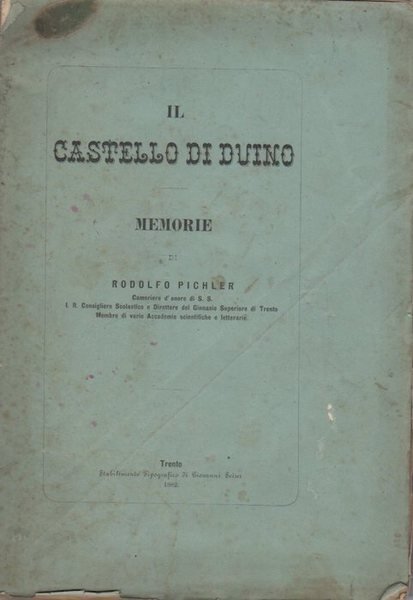 IL
CASTELLO DI DUINO
MEMORIE
DI
RODOLFO PICHLER
Cameriere d'onore di S. S.
I. R. Consigliere Scolastico e Direttore del Ginnasio Superiore di Trento
Membro di varie Accademie scientifiche e letterarie.
Trento
Stabilimento Tipografico di Giovanni Seiser
1882.